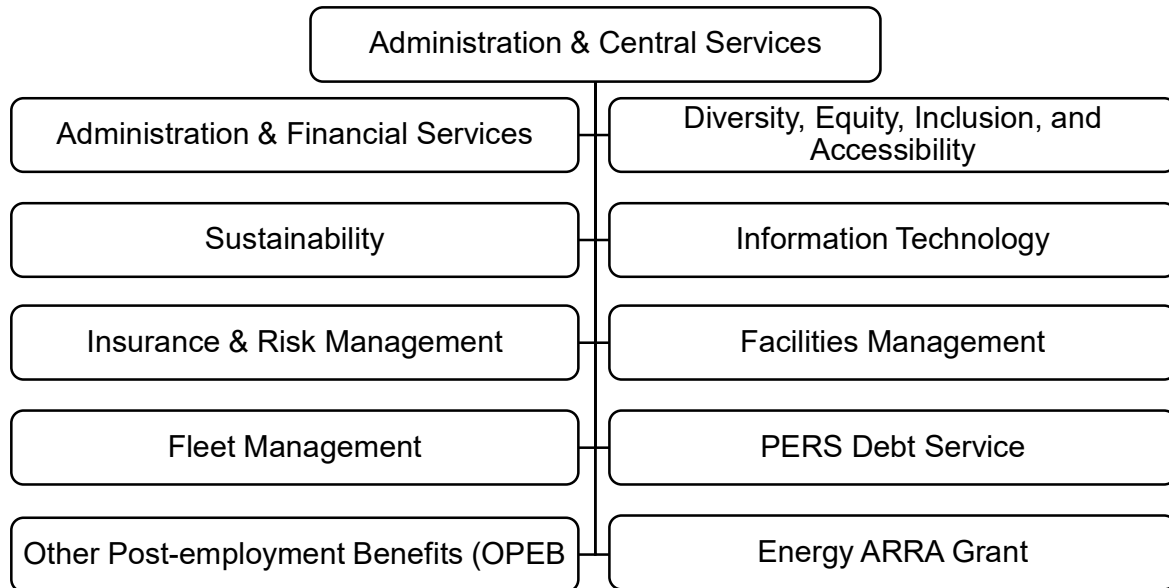 Administration & Central Services
Administration & Financial Services
Diversity, Equity, Inclusion, and
Accessibility
Sustainability
Information Technology
Insurance & Risk Management
Facilities Management
Fleet Management
PERS Debt Service
Other Post-employment Benefits (OPEB
Energy ARRA Grant